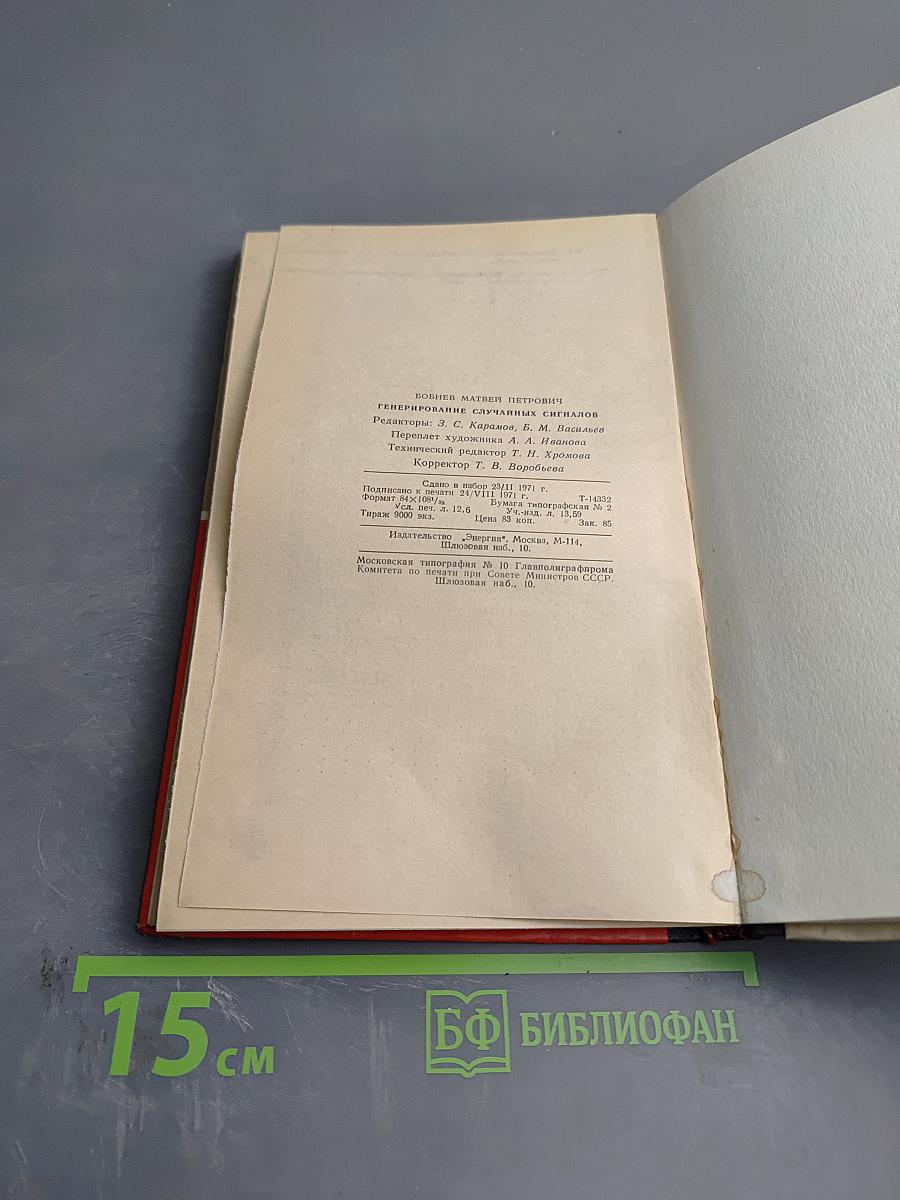 БОБНЕВ МАТВЕЙ ПЕТРОВИЧ
ГЕНЕРИРОВАНИЕ СЛУЧАЙНЫХ СИГНАЛОВ
Редакторы: З. С. Карамов, Б. М. Васильев
Переплет художника А. А. Иванова
Технический редактор Т. Н. Хромова
Корректор Т. В. Воробьева
Сдано в набор 23/II 1971 г.
Подписано к печати 24/VIII 1971 г. Т-14332
Формат 84×108¹/₃₂ Бумага типографская № 2
Усл. печ. л. 12,6 Уч.-изд. л. 13,59
Тираж 9000 экз. Цена 83 коп. Зак. 85
Издательство „Энергия". Москва, М-114,
Шлюзовая наб., 10.
Московская типография № 10 Главполиграфпрома
Комитета по печати при Совете Министров СССР.
Шлюзовая наб., 10.
15 см
БФ БИБЛИОФАН